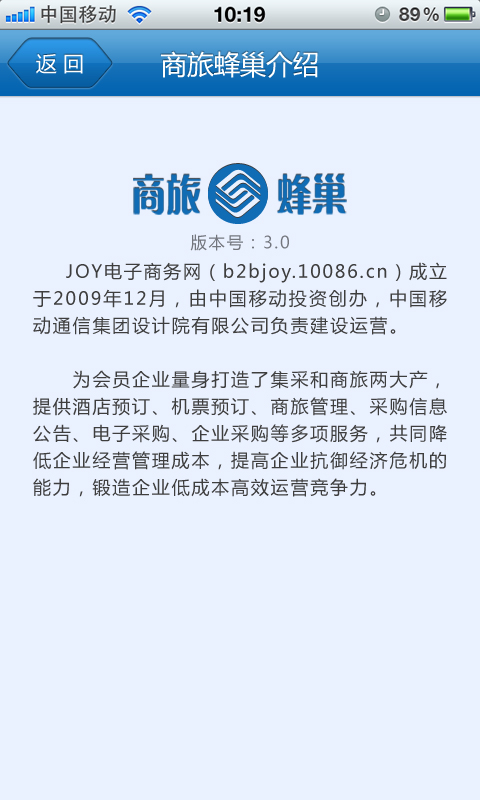 中国移动 10:19 89%
返回 商旅蜂巢介绍
商旅 蜂巢
版本号：3.0
JOY电子商务网（b2bjoy.10086.cn）成立
于2009年12月，由中国移动投资创办，中国移
动通信集团设计院有限公司负责建设运营。
为会员企业量身打造了集采和商旅两大产，
提供酒店预订、机票预订、商旅管理、采购信息
公告、电子采购、企业采购等多项服务，共同降
低企业经营管理成本，提高企业抗御经济危机的
能力，锻造企业低成本高效运营竞争力。